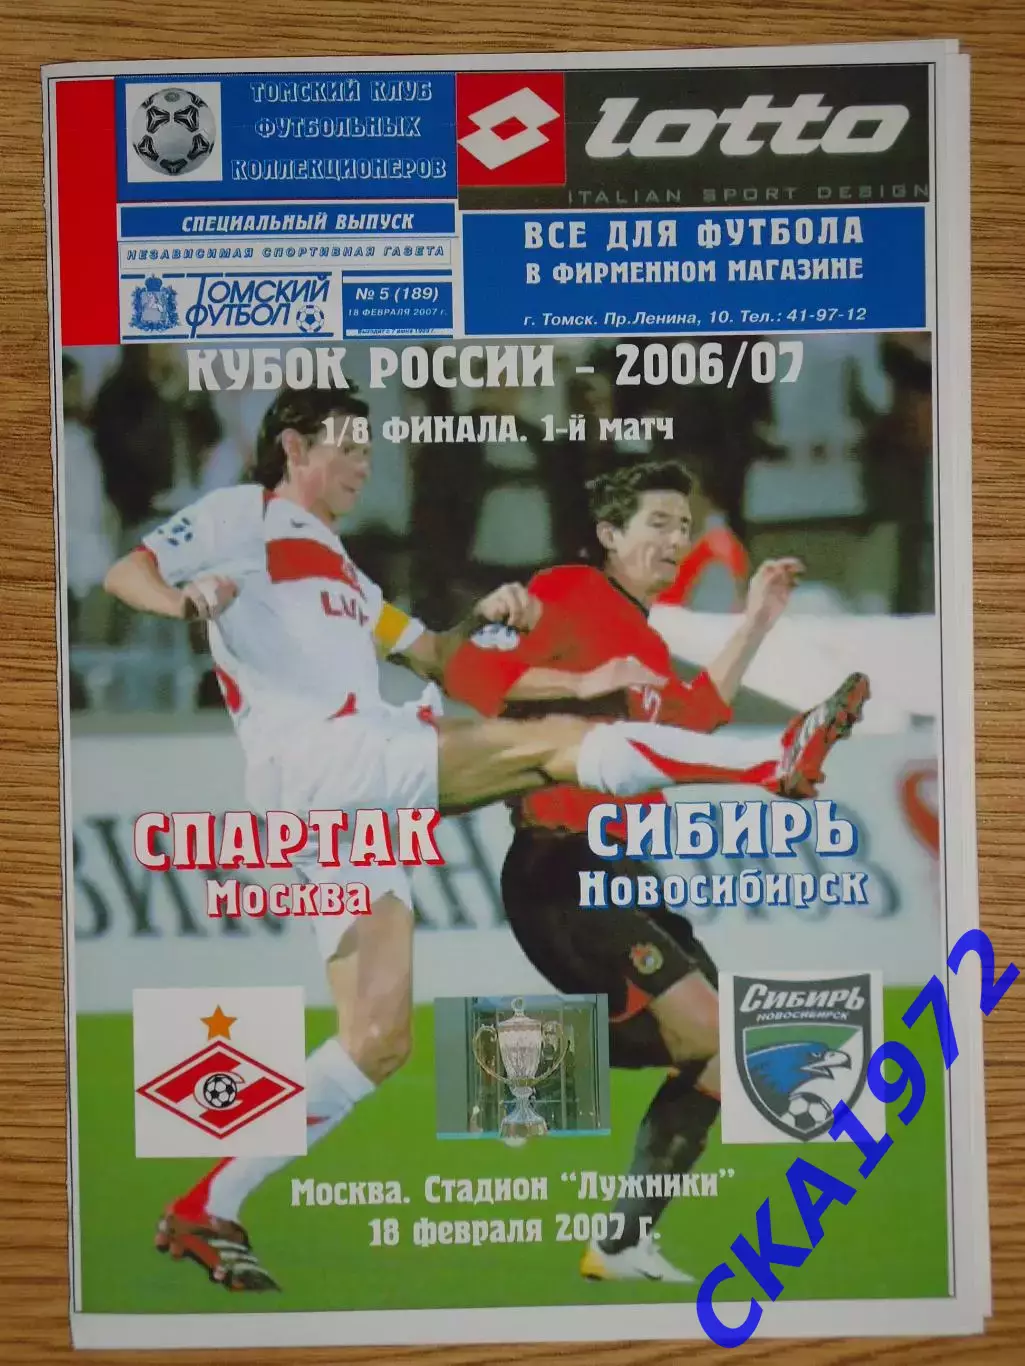 ТОМСКИЙ КЛУБ
ФУТБОЛЬНЫХ
КОЛЛЕКЦИОНЕРОВ
lotto
ITALIAN SPORT DESIGN
СПЕЦИАЛЬНЫЙ ВЫПУСК
НЕЗАВИСИМАЯ СПОРТИВНАЯ ГАЗЕТА
ТОМСКИЙ
ФУТБОЛ
№ 5 (189)
18 ФЕВРАЛЯ 2007 г.
ВСЕ ДЛЯ ФУТБОЛА
В ФИРМЕННОМ МАГАЗИНЕ
г. Томск. Пр.Ленина, 10. Тел.: 41-97-12
КУБОК РОССИИ - 2006/07
1/8 ФИНАЛА. 1-й матч
СПАРТАК
Москва
СИБИРЬ
Новосибирск
СИБИРЬ
НОВОСИБИРСК
Москва. Стадион "Лужники"
18 февраля 2007 г.
СКА1972